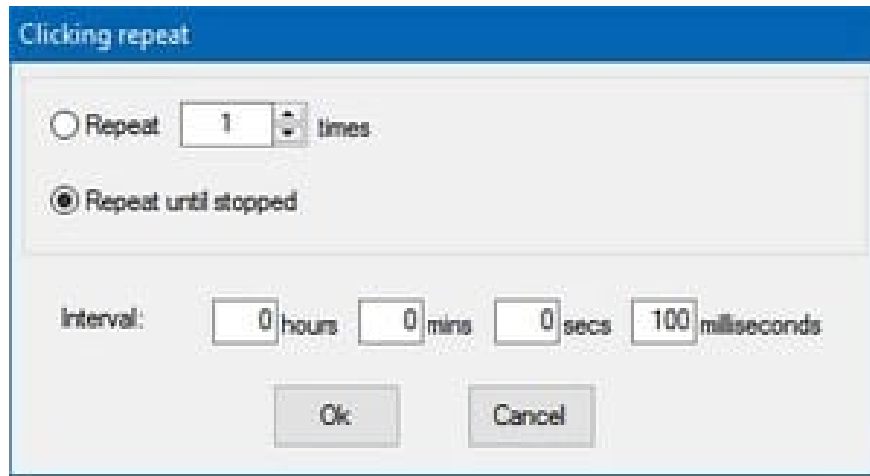 Clicking repeat
Repeat 1 times
Repeat until stopped
Interval: 0 hours 0 mins 0 secs 100 milliseconds
Ok Cancel